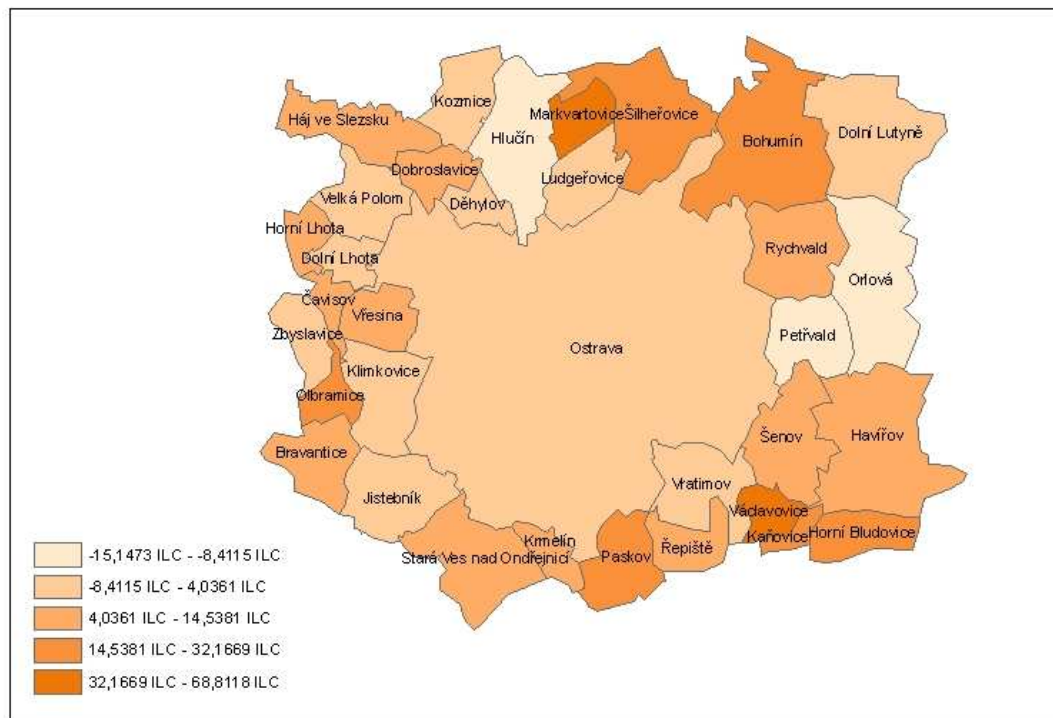 Kozmice
Háj ve Slezsku
Markvartovice
Šilheřovice
Hlučín
Bohumín
Dolní Lutyně
Dobroslavice
Ludgeřovice
Velká Polom
Děhylov
Horní Lhota
Rychvald
Dolní Lhota
Orlová
Čavisov
Vřesina
Zbyslavice
Petřvald
Ostrava
Klimkovice
Olbramice
Šenov
Havířov
Bravantice
Vratimov
Jistebník
Václavovice
Kaňovice
Horní Bludovice
Krmelín
Řepiště
Stará Ves nad Ondřejnicí
Paskov
-15,1473 ILC - -8,4115 ILC
-8,4115 ILC - 4,0361 ILC
4,0361 ILC - 14,5381 ILC
14,5381 ILC - 32,1669 ILC
32,1669 ILC - 68,8118 ILC